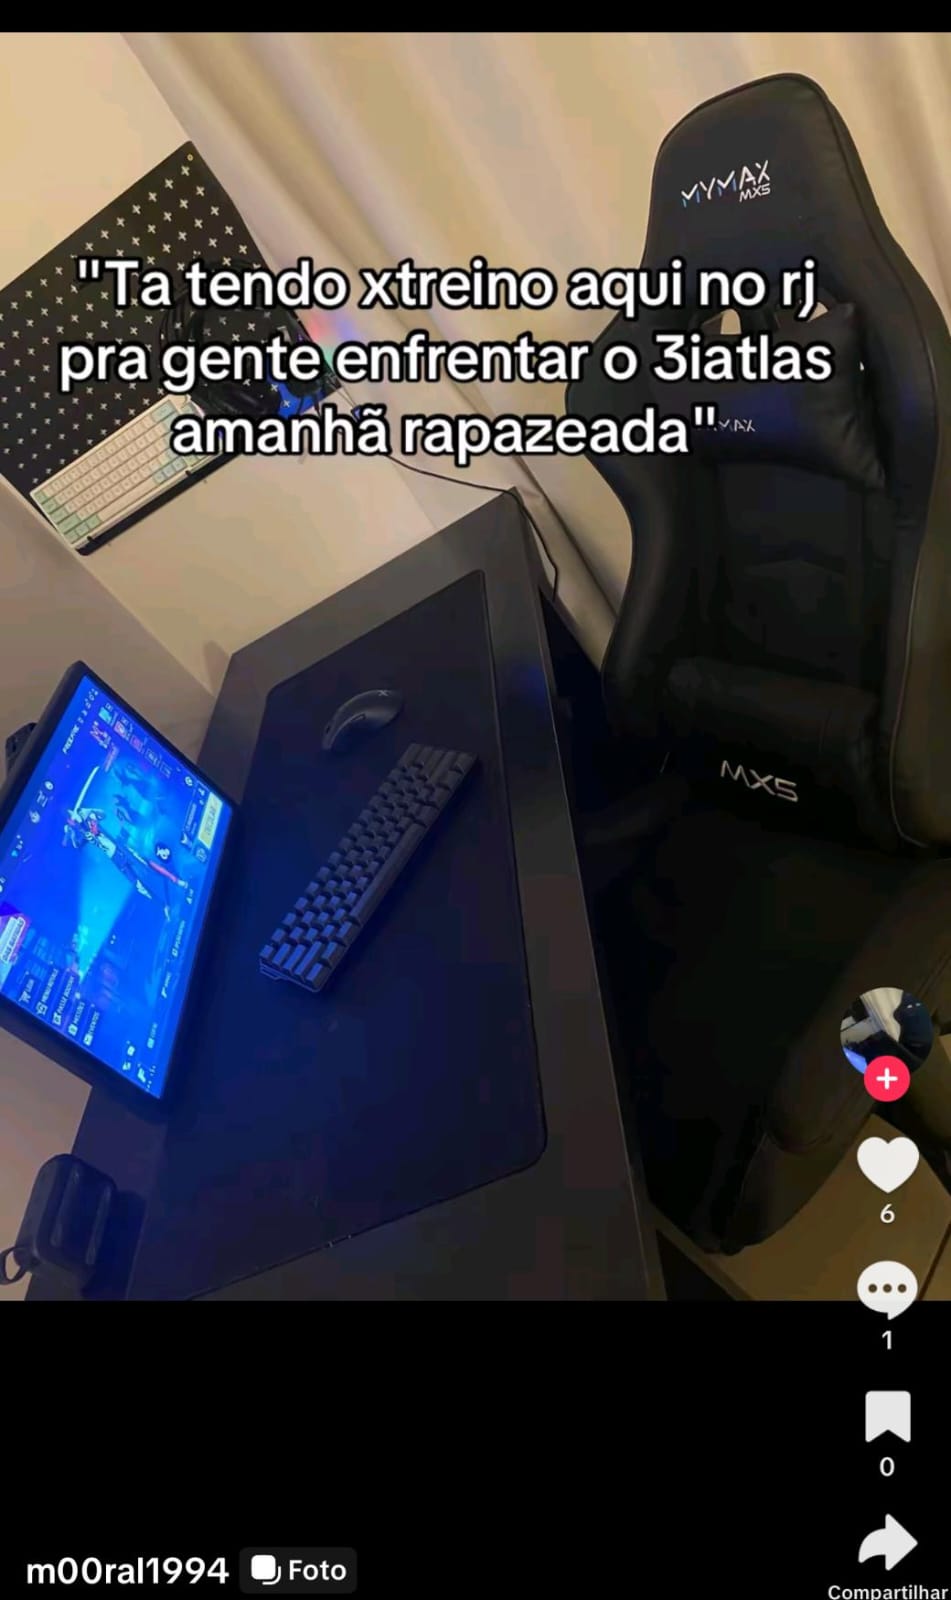 MYMAX
MX5
"Ta tendo xtreino aqui no rj
pra gente enfrentar o 3iatlas
amanhã rapazeada"
MX5
6
1
0
m00ral1994
Foto
Compartilhar